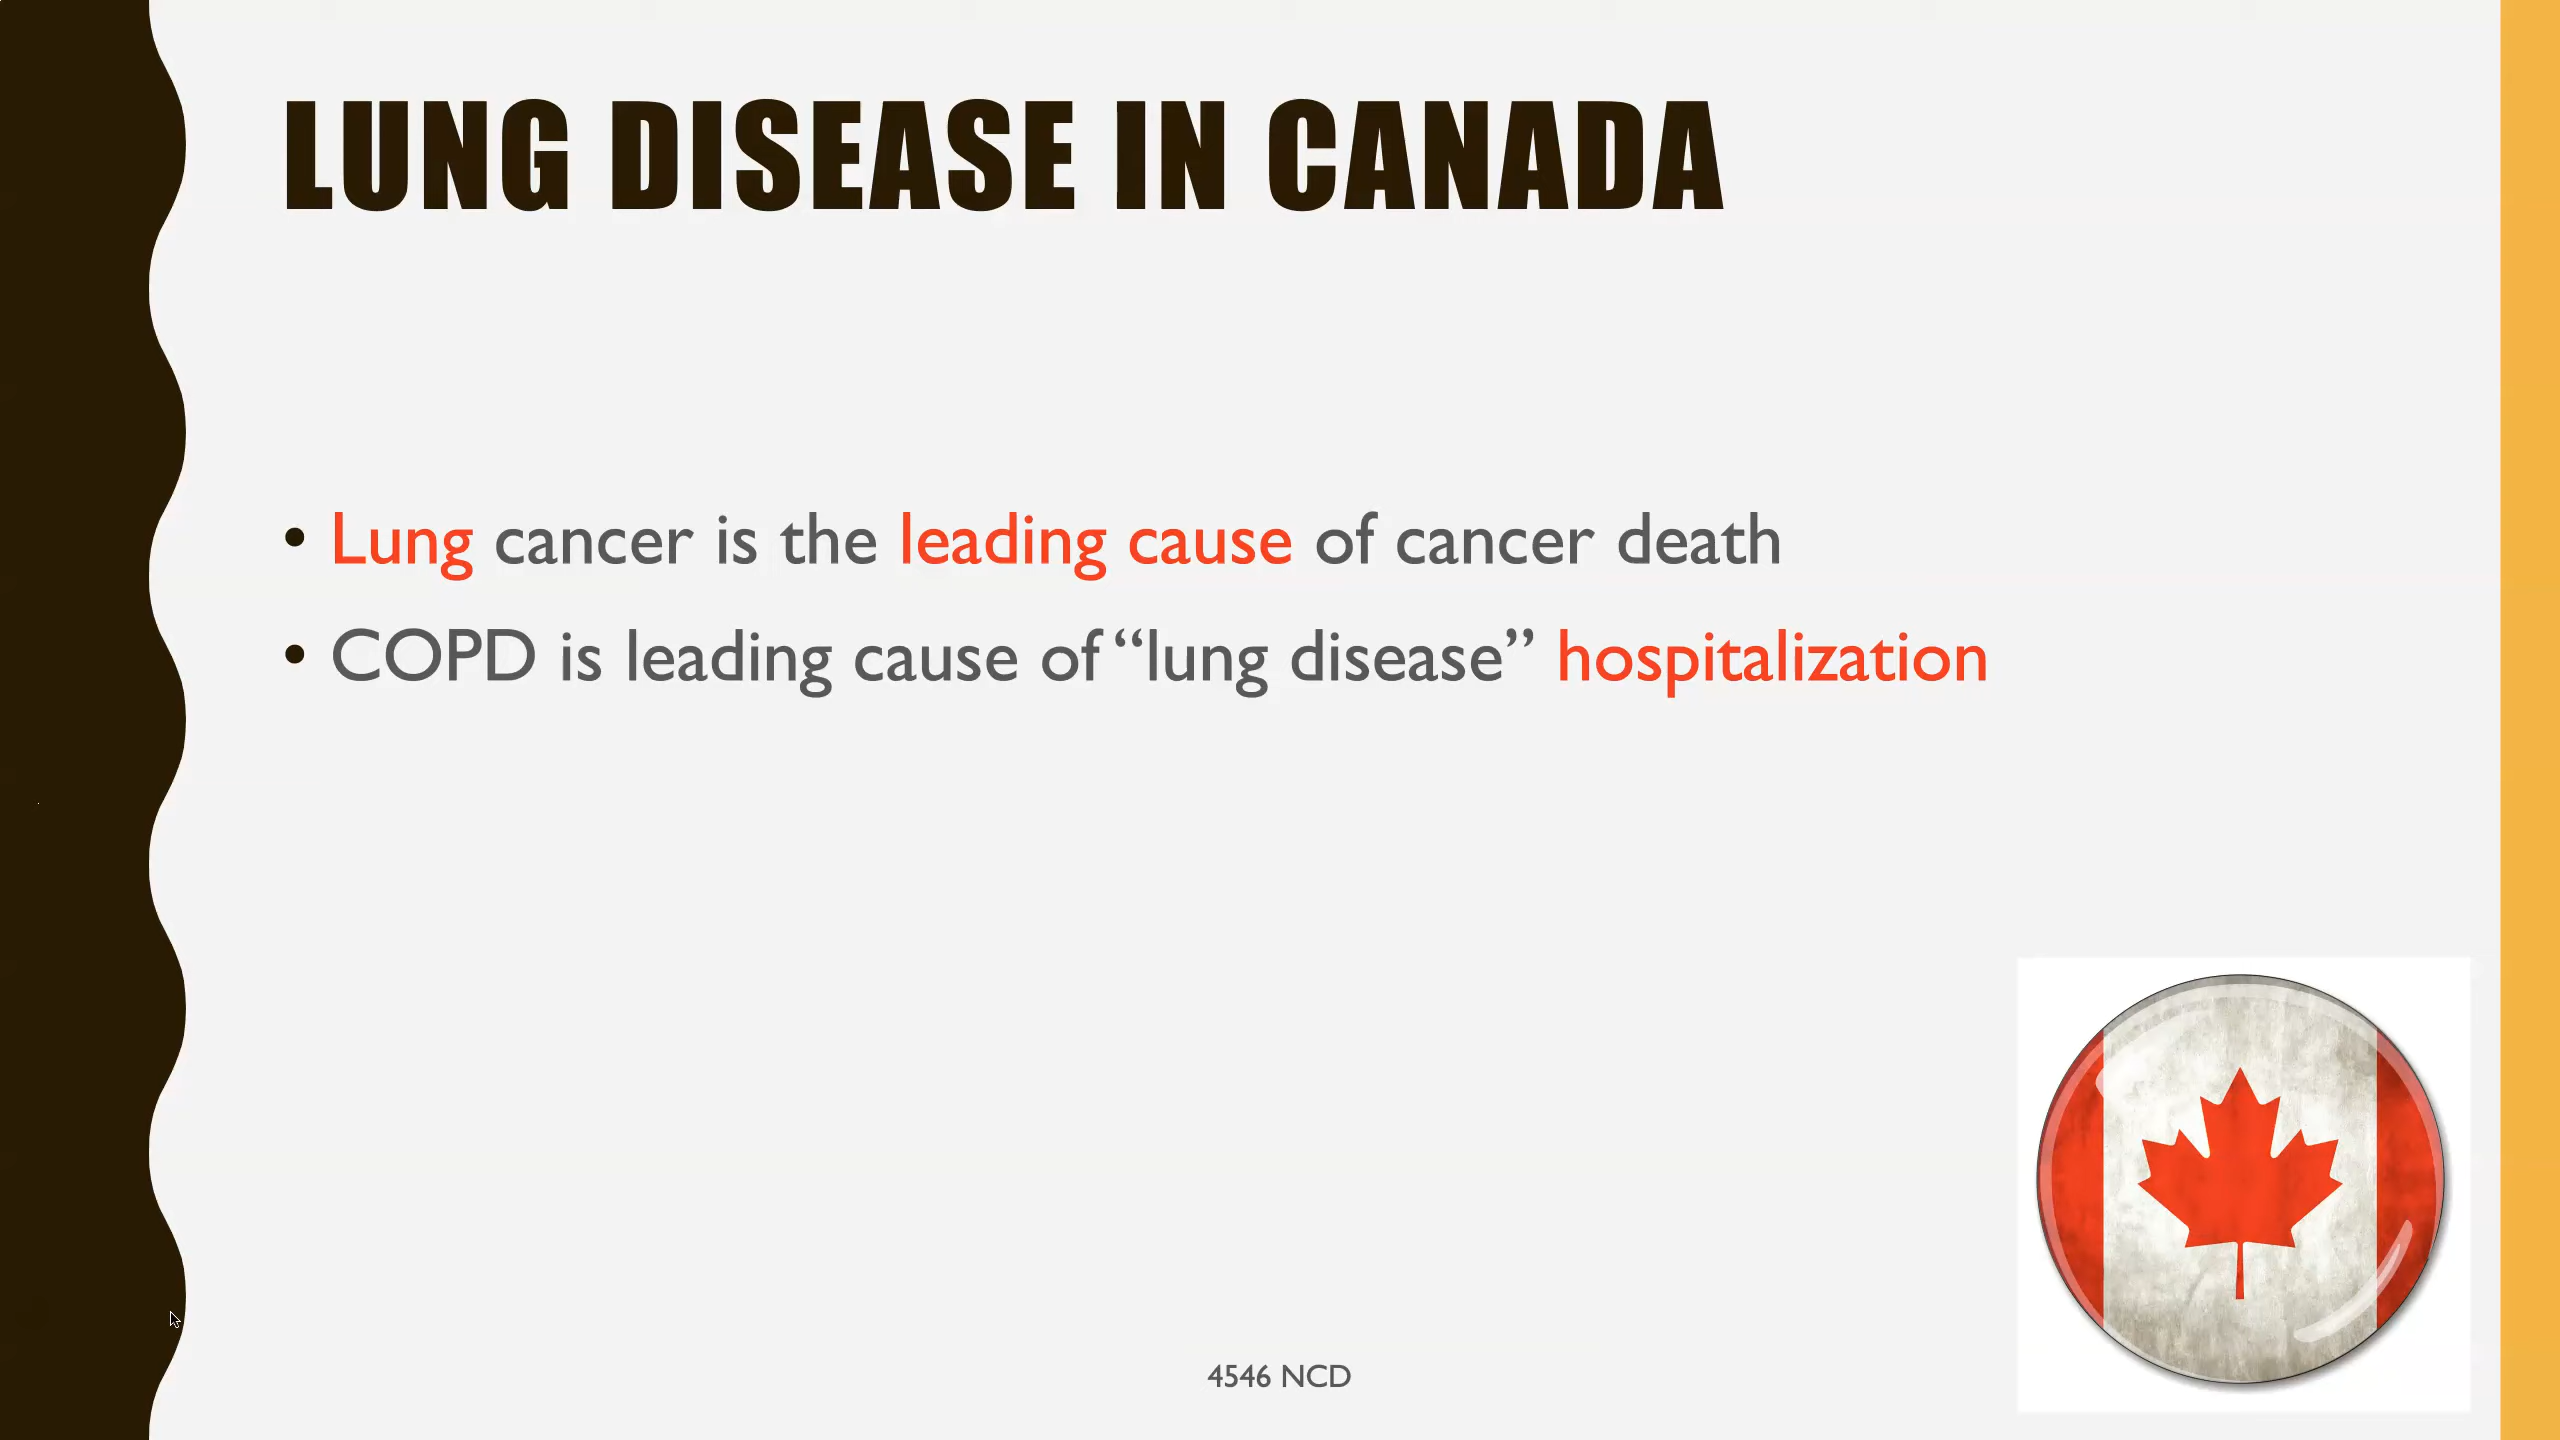 LUNG DISEASE IN CANADA
• Lung cancer is the leading cause of cancer death
• COPD is leading cause of “lung disease” hospitalization
4546 NCD